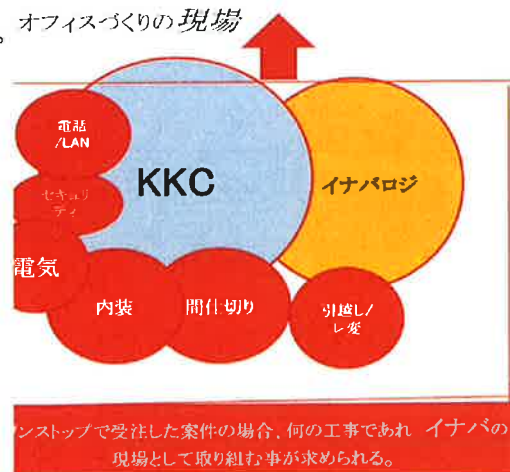 。オフィスづくりの現場
電話
/LAN
KKC
イナバロジ
セキュリ
ティ
電気
内装
間仕切り
引越し/
レ変
ンストップで受注した案件の場合、何の工事であれ イナバの
現場として取り組む事が求められる。